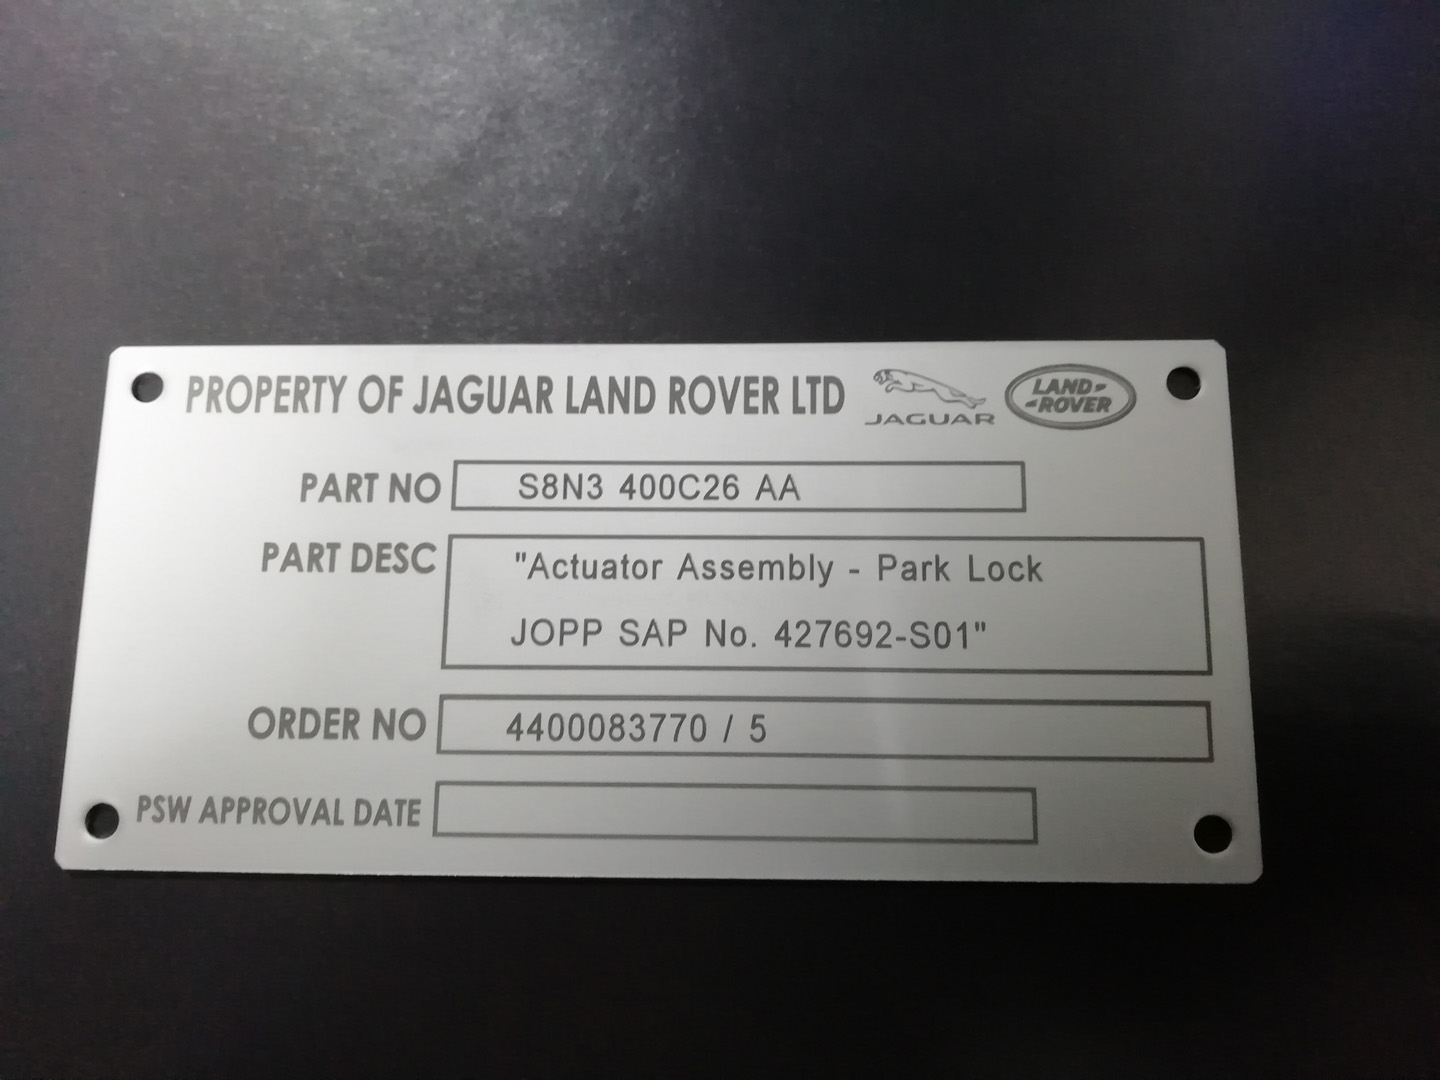 PROPERTY OF JAGUAR LAND ROVER LTD
JAGUAR
LAND-
-ROVER
PART NO S8N3 400C26 AA
PART DESC "Actuator Assembly - Park Lock
JOPP SAP No. 427692-S01"
ORDER NO 4400083770 / 5
PSW APPROVAL DATE